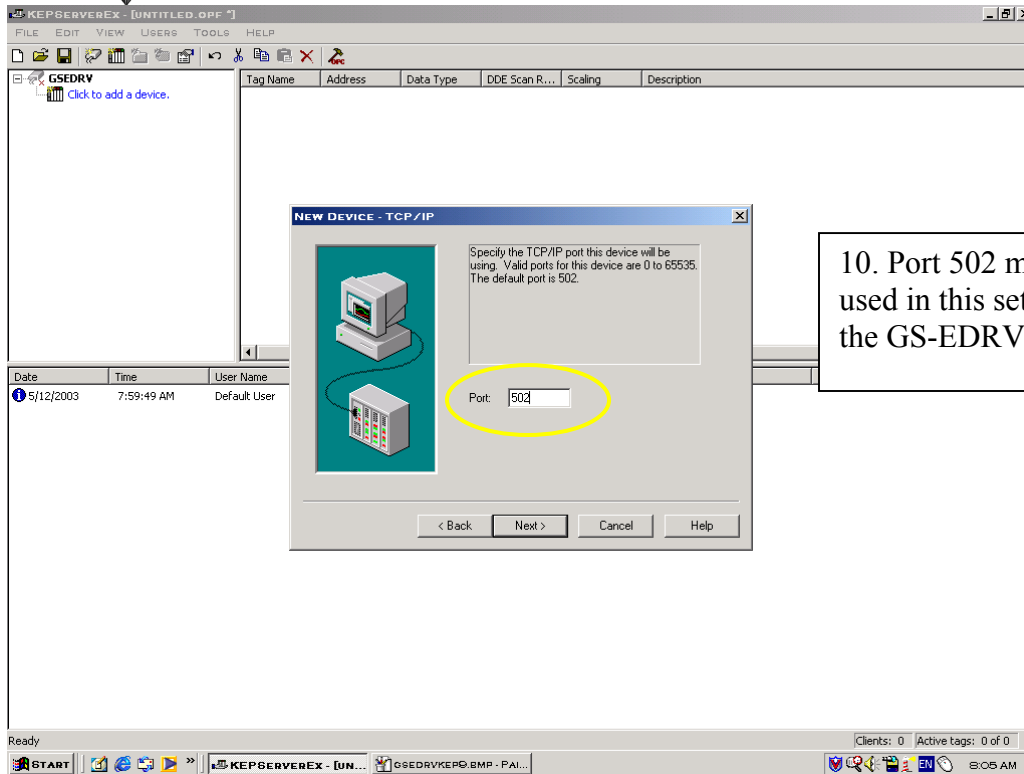 KEPServerEx - [Untitled.opf *]
File Edit View Users Tools Help
GSEDRV
Click to add a device.
Tag Name Address Data Type DDE Scan R... Scaling Description
New Device - TCP/IP
Specify the TCP/IP port this device will be
using. Valid ports for this device are 0 to 65535.
The default port is 502.
Port: 502
< Back Next > Cancel Help
10. Port 502 m
used in this set
the GS-EDRV
Date Time User Name
5/12/2003 7:59:49 AM Default User
Ready
Clients: 0 Active tags: 0 of 0
Start
KEPServerEx - [Un...
GSEDRVKEP9.BMP - Pai...
EN
8:05 AM